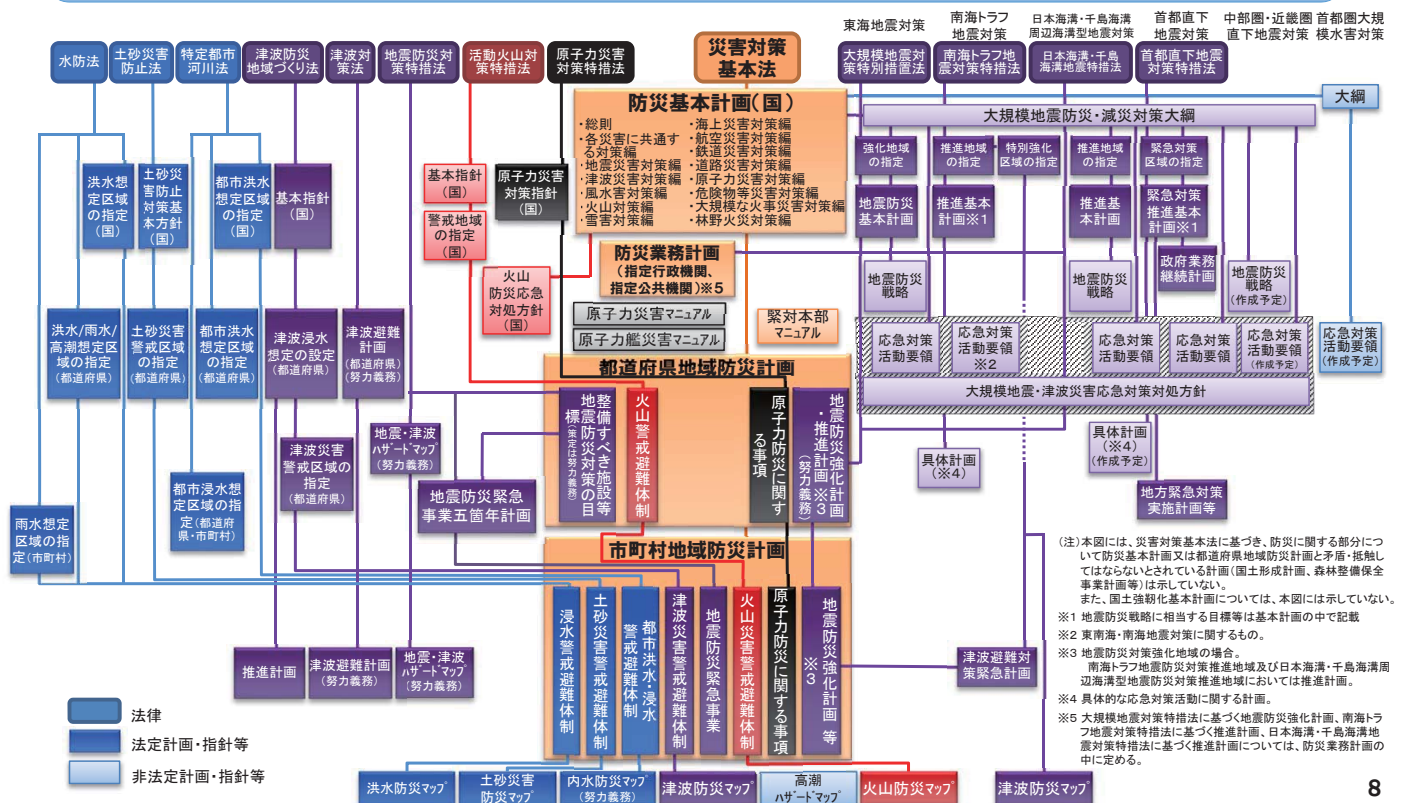 東海地震対策
南海トラフ
地震対策
日本海溝・千島海溝
周辺海溝型地震対策
首都直下
地震対策
中部圏・近畿圏
直下地震対策
首都圏大規
模水害対策
水防法
土砂災害
防止法
特定都市
河川法
津波防災
地域づくり法
津波対
策法
地震防災対
策特措法
活動火山対
策特措法
原子力災害
対策特措法
災害対策
基本法
大規模地震対
策特別措置法
南海トラフ地
震対策特措法
日本海溝・千島
海溝地震特措法
首都直下地震
対策特措法
大綱
防災基本計画(国)
・総則
・各災害に共通す
る対策編
・地震災害対策編
・津波災害対策編
・風水害対策編
・火山対策編
・雪害対策編
・海上災害対策編
・航空災害対策編
・鉄道災害対策編
・道路災害対策編
・原子力災害対策編
・危険物等災害対策編
・大規模な火事災害対策編
・林野火災対策編
大規模地震防災・減災対策大綱
強化地域
の指定
推進地域
の指定
特別強化
区域の指定
推進地域
の指定
緊急対策
区域の指定
洪水想
定区域
の指定
(国)
土砂災
害防止
対策基
本方針
(国)
都市洪水
想定区域
の指定
(国)
基本指針
(国)
基本指針
(国)
原子力災害
対策指針
(国)
警戒地域
の指定
(国)
地震防災
基本計画
推進基本
計画※1
推進基
本計画
緊急対策
推進基本
計画※1
防災業務計画
(指定行政機関、
指定公共機関)※5
火山
防災応急
対処方針
(国)
地震防災
戦略
地震防災
戦略
政府業務
継続計画
地震防災
戦略
(作成予定)
原子力災害マニュアル
原子力艦災害マニュアル
緊対本部
マニュアル
洪水/雨水/
高潮想定区
域の指定
(都道府県)
土砂災害
警戒区域
の指定
(都道府県)
都市洪水
想定区域
の指定
(都道府県)
津波浸水
想定の設定
(都道府県)
津波避難
計画
(都道府県)
(努力義務)
応急対策
活動要領
応急対策
活動要領
※2
応急対策
活動要領
応急対策
活動要領
応急対策
活動要領
(作成予定)
応急対策
活動要領
(作成予定)
大規模地震・津波災害応急対策対処方針
都道府県地域防災計画
整備すべき施設等
地震防災対策の目
標(策定は努力義務)
火山警戒避難体制
原子力防災に関す
る事項
地震防災強化計画
・推進計画※3
(努力義務)
地震・津波
ハザードマップ
(努力義務)
津波災害
警戒区域の
指定
(都道府県)
具体計画
(※4)
具体計画
(※4)
(作成予定)
都市浸水想
定区域の指
定(都道府
県・市町村)
地震防災緊急
事業五箇年計画
地方緊急対策
実施計画等
雨水想定
区域の指
定(市町村)
市町村地域防災計画
浸水警戒避難体制
土砂災害警戒避難体制
都市洪水・浸水
警戒避難体制
津波災害警戒避難体制
地震防災緊急事業
火山災害警戒避難体制
原子力防災に関する事項
地震防災強化計画 等
※3
推進計画
津波避難計画
(努力義務)
地震・津波
ハザードマップ
(努力義務)
津波避難対
策緊急計画
(注)本図には、災害対策基本法に基づき、防災に関する部分につ
いて防災基本計画又は都道府県地域防災計画と矛盾・抵触し
てはならないとされている計画(国土形成計画、森林整備保全
事業計画等)は示していない。
また、国土強靱化基本計画については、本図には示していない。
※1 地震防災戦略に相当する目標等は基本計画の中で記載
※2 東南海・南海地震対策に関するもの。
※3 地震防災対策強化地域の場合。
南海トラフ地震防災対策推進地域及び日本海溝・千島海溝周
辺海溝型地震防災対策推進地域においては推進計画。
※4 具体的な応急対策活動に関する計画。
※5 大規模地震対策特措法に基づく地震防災強化計画、南海トラ
フ地震対策特措法に基づく推進計画、日本海溝・千島海溝地
震対策特措法に基づく推進計画については、防災業務計画の
中に定める。
法律
法定計画・指針等
非法定計画・指針等
洪水防災マップ
土砂災害
防災マップ
内水防災マップ
(努力義務)
津波防災マップ
高潮
ハザードマップ
火山防災マップ
津波防災マップ
8